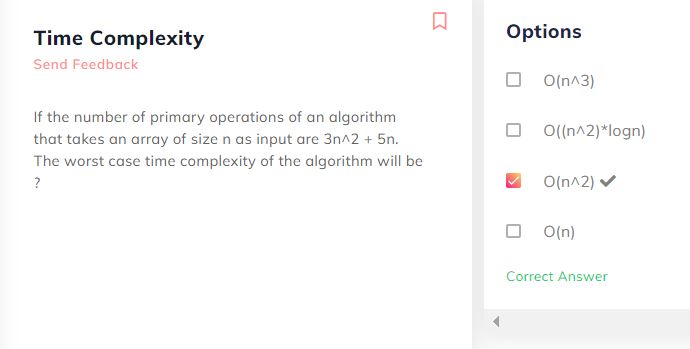 Time Complexity
Send Feedback
If the number of primary operations of an algorithm
that takes an array of size n as input are 3n^2 + 5n.
The worst case time complexity of the algorithm will be
?
Options
O(n^3)
O((n^2)*logn)
O(n^2)
O(n)
Correct Answer